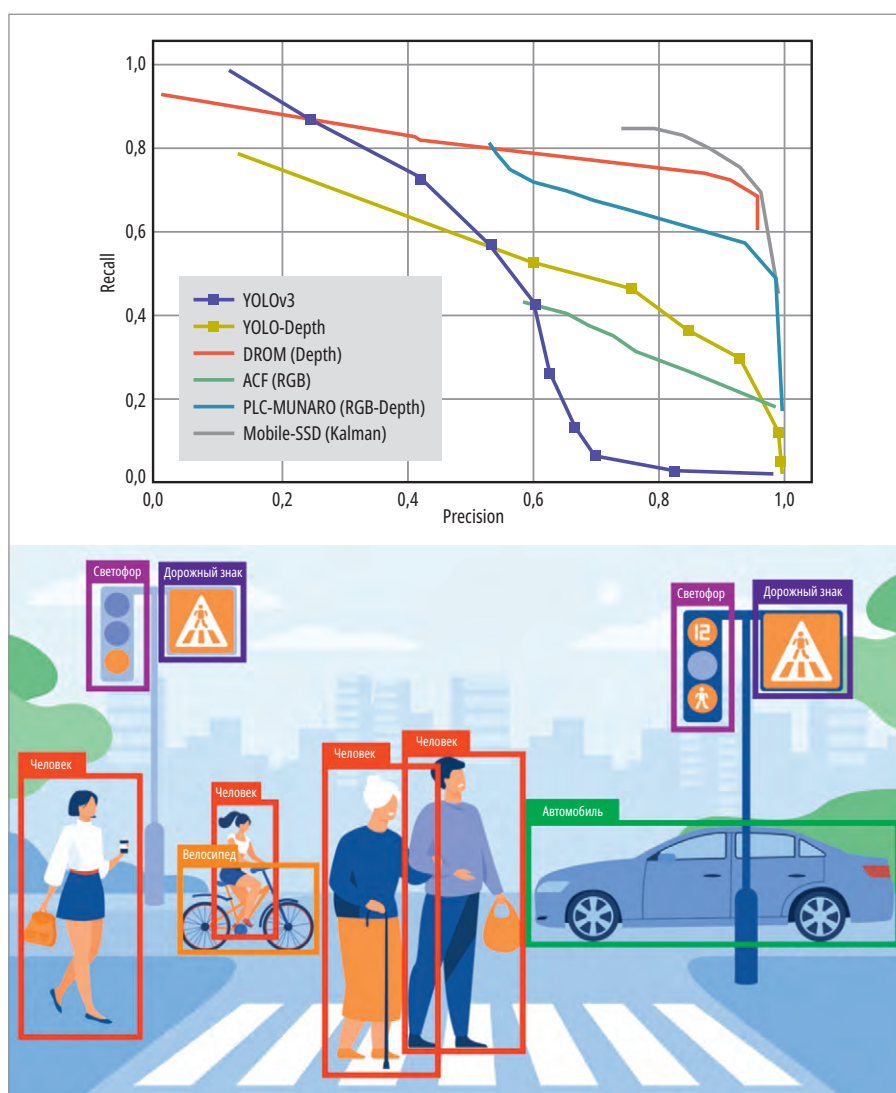 1,0
0,8
0,6
0,4
0,2
0,0
Recall
YOLOv3
YOLO-Depth
DROM (Depth)
ACF (RGB)
PLC-MUNARO (RGB-Depth)
Mobile-SSD (Kalman)
0,0 0,2 0,4 0,6 0,8 1,0
Precision
Светофор Дорожный знак
Светофор Дорожный знак
12
Человек
Человек
Человек
Человек
Велосипед
Автомобиль